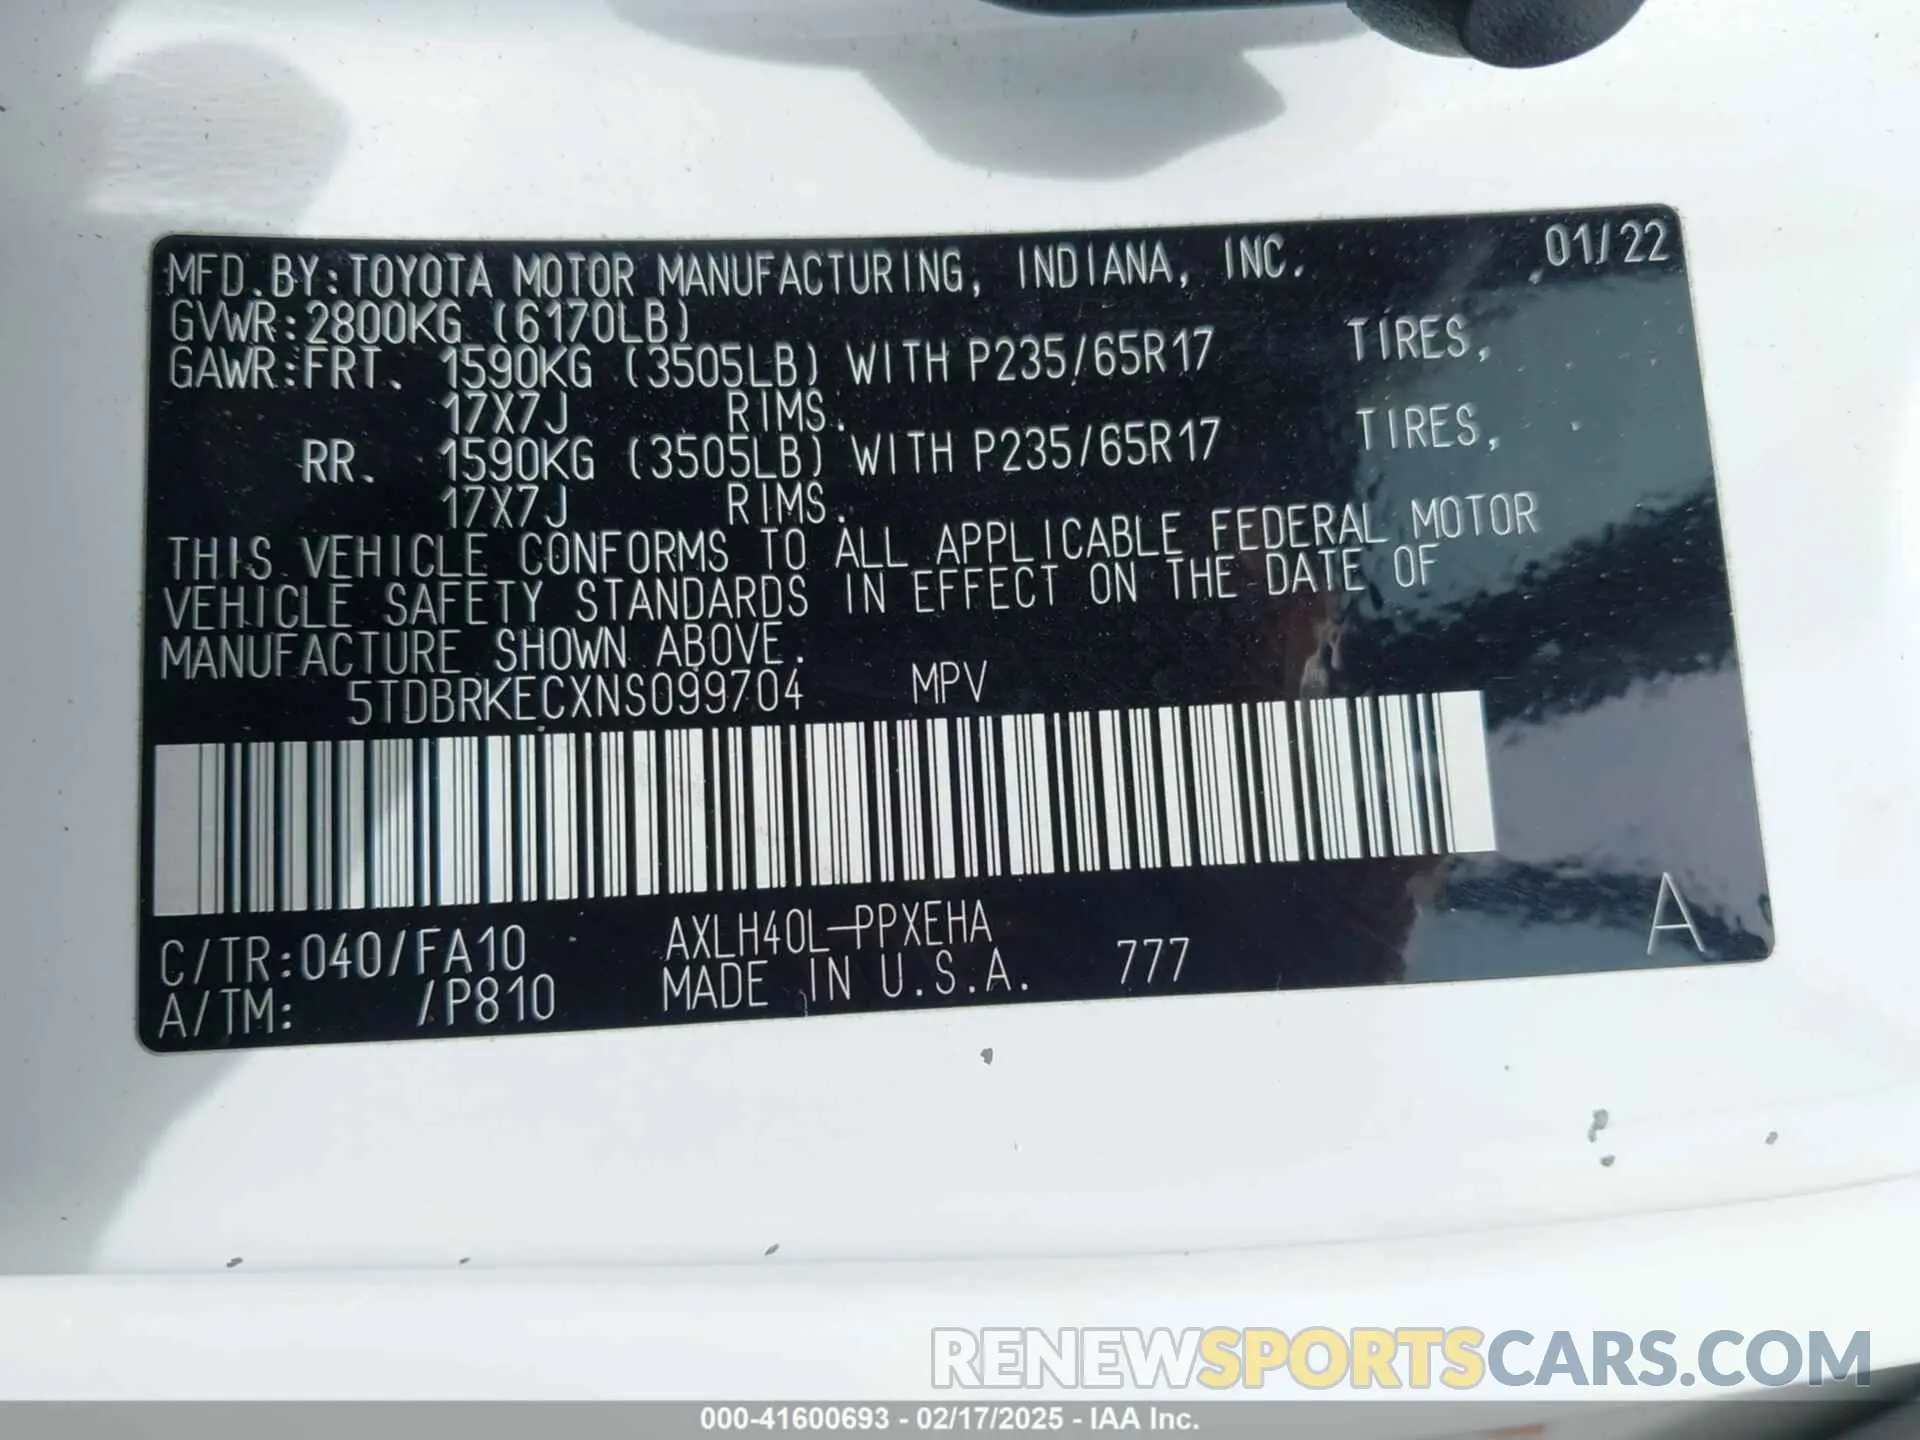 MFD.BY:TOYOTA MOTOR MANUFACTURING, INDIANA, INC. 01/22
GVWR:2800KG (6170LB)
GAWR:FRT. 1590KG (3505LB) WITH P235/65R17 TIRES,
17X7J RIMS.
RR. 1590KG (3505LB) WITH P235/65R17 TIRES,
17X7J RIMS.
THIS VEHICLE CONFORMS TO ALL APPLICABLE FEDERAL MOTOR
VEHICLE SAFETY STANDARDS IN EFFECT ON THE DATE OF
MANUFACTURE SHOWN ABOVE.
5TDBRKECXNS099704 MPV
C/TR:040/FA10 AXLH40L-PPXEHA
A/TM: /P810 MADE IN U.S.A. 777 A
RENEWSPORTSCARS.COM
000-41600693 - 02/17/2025 - IAA Inc.